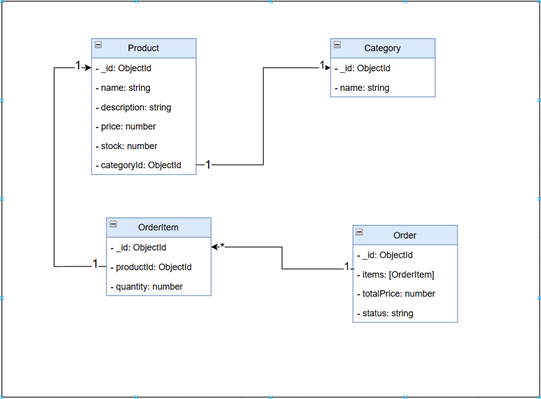 Product
- _id: ObjectId
- name: string
- description: string
- price: number
- stock: number
- categoryId: ObjectId
Category
- _id: ObjectId
- name: string
OrderItem
- _id: ObjectId
- productId: ObjectId
- quantity: number
Order
- _id: ObjectId
- items: [OrderItem]
- totalPrice: number
- status: string
1
1
1
1
*
1